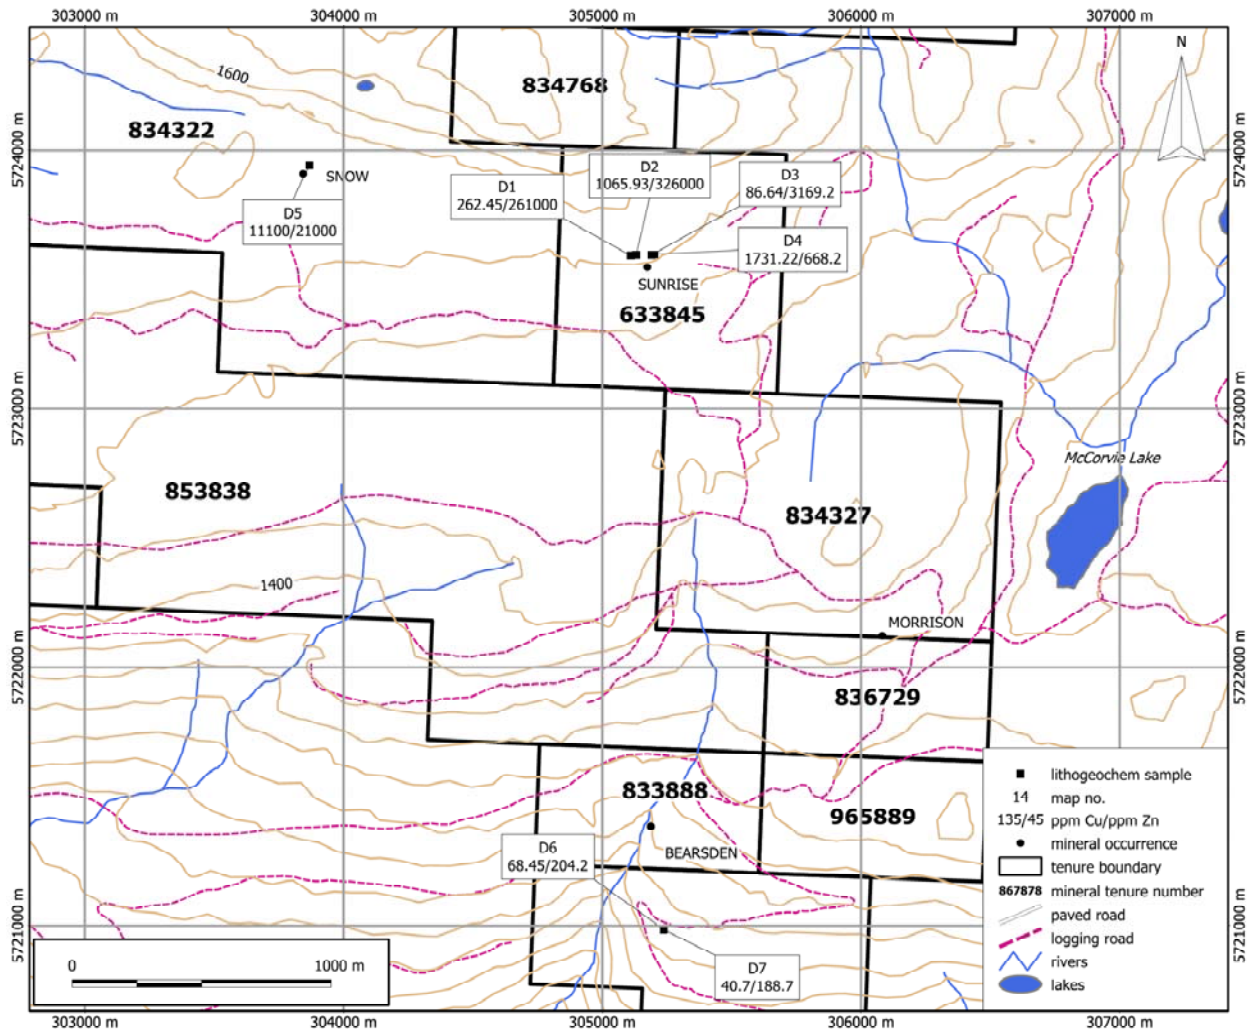 303000 m
304000 m
305000 m
306000 m
307000 m
N
1600
834768
834322
5724000 m
5724000 m
D2
1065.93/326000
D3
86.64/3169.2
D1
262.45/261000
SNOW
D5
11100/21000
D4
1731.22/668.2
SUNRISE
633845
5723000 m
5723000 m
McCorvie Lake
853838
834327
1400
MORRISON
5722000 m
5722000 m
836729
833888
965889
BEARSDEN
D6
68.45/204.2
D7
40.7/188.7
5721000 m
5721000 m
lithogeochem sample
14 map no.
135/45 ppm Cu/ppm Zn
mineral occurrence
tenure boundary
867878 mineral tenure number
paved road
logging road
rivers
lakes
0 1000 m
303000 m
304000 m
305000 m
306000 m
307000 m